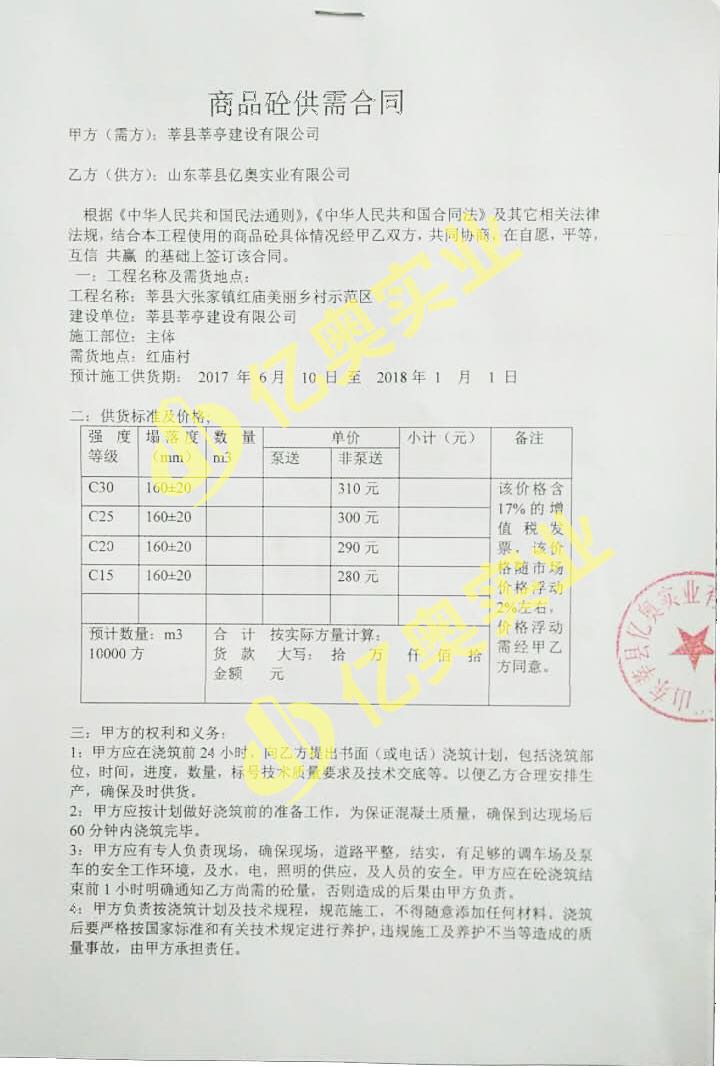 商品砼供需合同
甲方（需方）：莘县莘亭建设有限公司
乙方（供方）：山东莘县亿奥实业有限公司
根据《中华人民共和国民法通则》，《中华人民共和国合同法》及其它相关法律
法规，结合本工程使用的商品砼具体情况经甲乙双方，共同协商，在自愿，平等，
互信 共赢 的基础上签订该合同。
一：工程名称及需货地点：
工程名称：莘县大张家镇红庙美丽乡村示范区
建设单位：莘县莘亭建设有限公司
施工部位：主体
需货地点：红庙村
预计施工供货期： 2017 年 6 月 10 日 至 2018 年 1 月 1 日
二：供货标准及价格：
强度 塌落度 数量 单价 小计（元） 备注
等级 （mm） m3 泵送 非泵送
C30 160±20 310 元
C25 160±20 300 元
C20 160±20 290 元
C15 160±20 280 元
该价格含
17%的增
值税发
票，该价
格随市场
价格浮动
2%左右，
价格浮动
需经甲乙
方同意。
预计数量：m3
10000 方
合 计 按实际方量计算：
货 款 大写： 拾 万 仟 佰 拾
金额 元
三：甲方的权利和义务：
1：甲方应在浇筑前 24 小时，向乙方提出书面（或电话）浇筑计划，包括浇筑部
位，时间，进度，数量，标号技术质量要求及技术交底等。以便乙方合理安排生
产，确保及时供货。
2：甲方应按计划做好浇筑前的准备工作，为保证混凝土质量，确保到达现场后
60 分钟内浇筑完毕。
3：甲方应有专人负责现场，确保现场，道路平整，结实，有足够的调车场及泵
车的安全工作环境，及水，电，照明的供应，及人员的安全。甲方应在砼浇筑结
束前 1 小时明确通知乙方尚需的砼量，否则造成的后果由甲方负责。
4：甲方负责按浇筑计划及技术规程，规范施工，不得随意添加任何材料。浇筑
后要严格按国家标准和有关技术规定进行养护，违规施工及养护不当等造成的质
量事故，由甲方承担责任。
山东莘县亿奥实业有
亿奥实业
亿奥实业